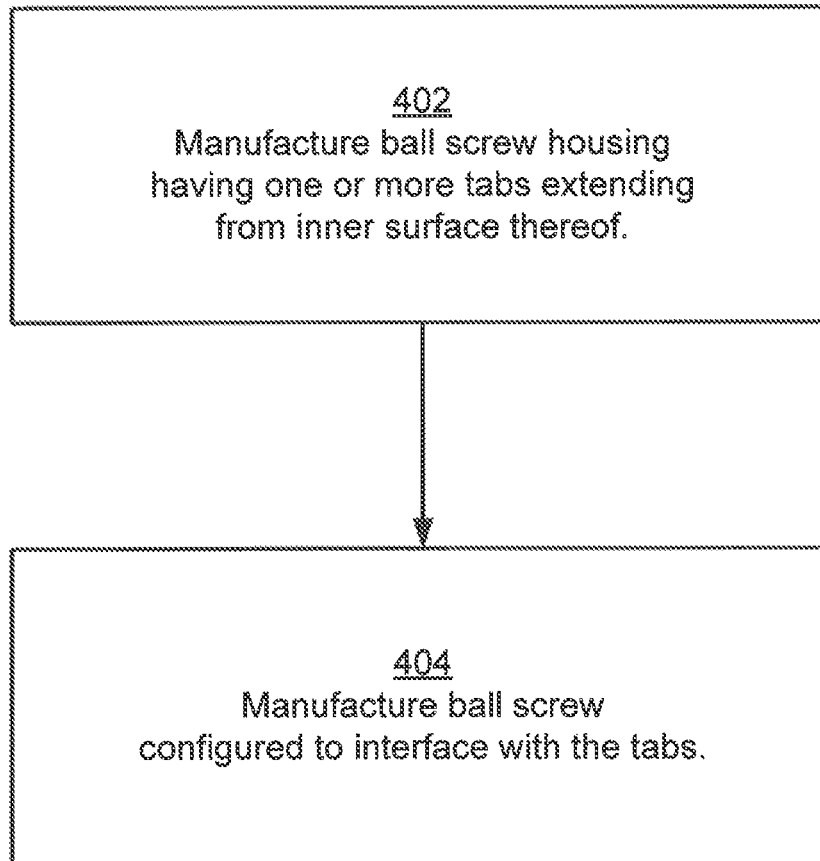 402
Manufacture ball screw housing
having one or more tabs extending
from inner surface thereof.
404
Manufacture ball screw
configured to interface with the tabs.